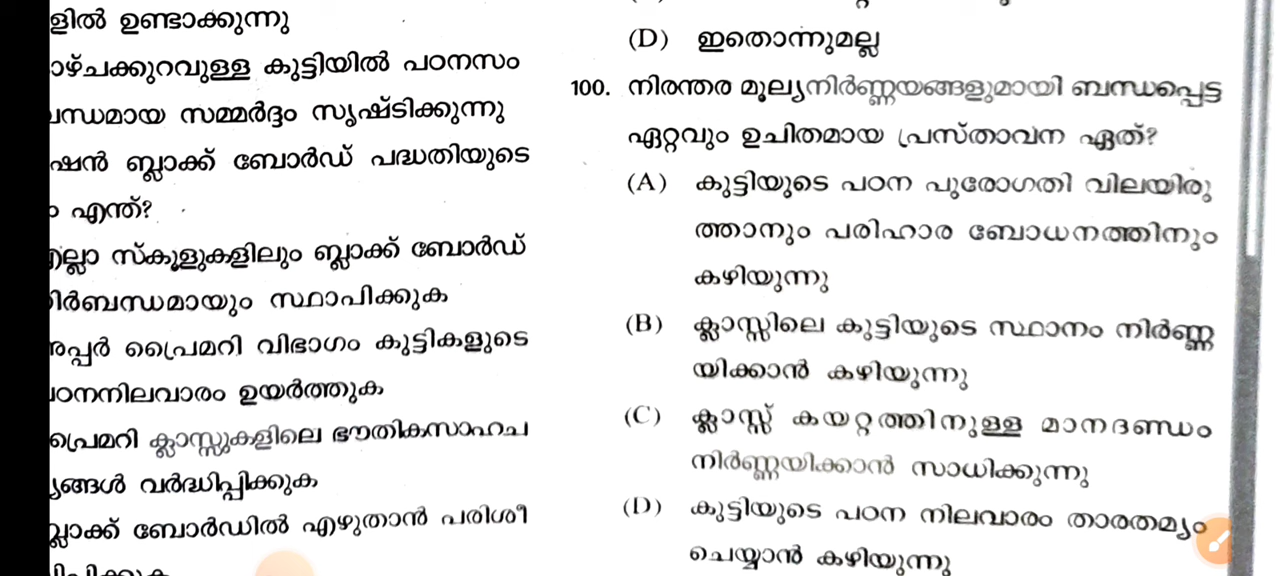 ളിൽ ഉണ്ടാക്കുന്നു
ഴ്ചക്കുറവുള്ള കുട്ടിയിൽ പഠനസം
ന്ധമായ സമ്മർദ്ദം സൃഷ്ടിക്കുന്നു
ഷൻ ബ്ലാക്ക് ബോർഡ് പദ്ധതിയുടെ
എന്ത്?
ല്ലാ സ്കൂളുകളിലും ബ്ലാക്ക് ബോർഡ്
ർബന്ധമായും സ്ഥാപിക്കുക
പ്പർ പ്രൈമറി വിഭാഗം കുട്ടികളുടെ
ഠനനിലവാരം ഉയർത്തുക
പ്രൈമറി ക്ലാസ്സുകളിലെ ഭൗതികസാഹച
ങ്ങൾ വർദ്ധിപ്പിക്കുക
ബ്ലാക്ക് ബോർഡിൽ എഴുതാൻ പരിശീ
(D) ഇതൊന്നുമല്ല
100. നിരന്തര മൂല്യനിർണ്ണയങ്ങളുമായി ബന്ധപ്പെട്ട
ഏറ്റവും ഉചിതമായ പ്രസ്താവന ഏത്?
(A) കുട്ടിയുടെ പഠന പുരോഗതി വിലയിരു
ത്താനും പരിഹാര ബോധനത്തിനും
കഴിയുന്നു
(B) ക്ലാസ്സിലെ കുട്ടിയുടെ സ്ഥാനം നിർണ്ണ
യിക്കാൻ കഴിയുന്നു
(C) ക്ലാസ്സ് കയറ്റത്തിനുള്ള മാനദണ്ഡം
നിർണ്ണയിക്കാൻ സാധിക്കുന്നു
(D) കുട്ടിയുടെ പഠന നിലവാരം താരതമ്യം
ചെയ്യാൻ കഴിയുന്നു